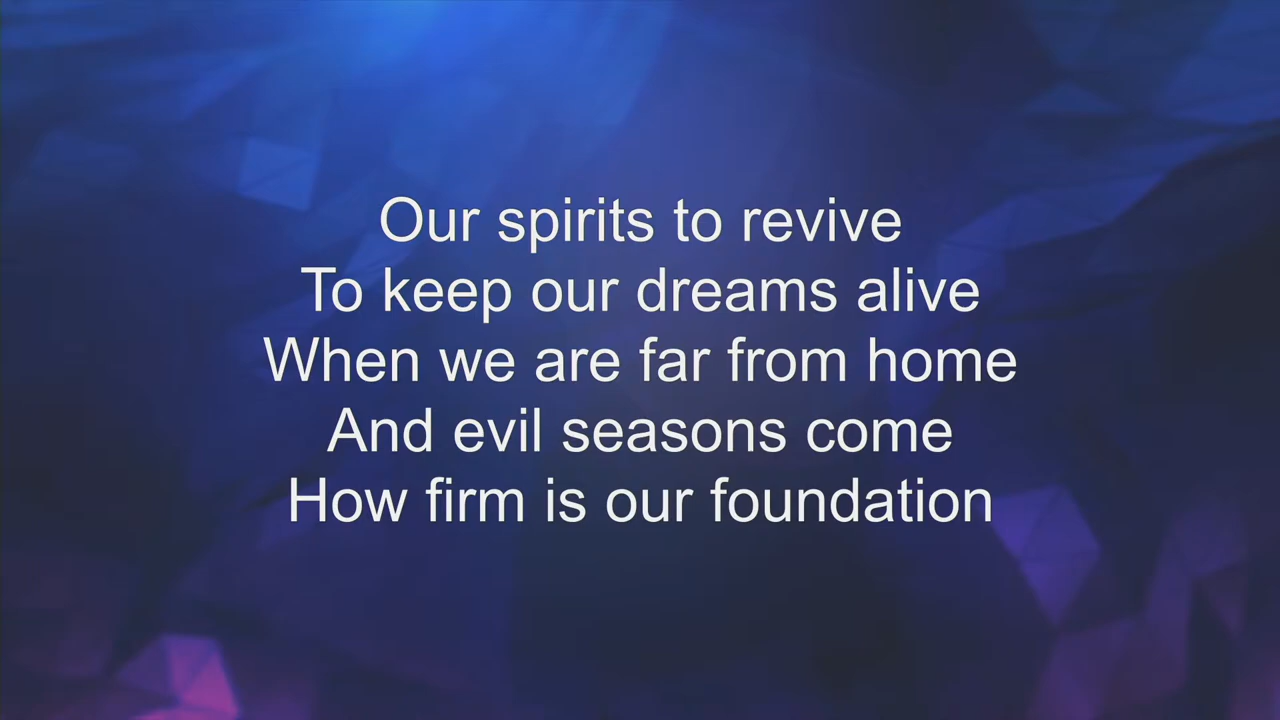 Our spirits to revive
To keep our dreams alive
When we are far from home
And evil seasons come
How firm is our foundation